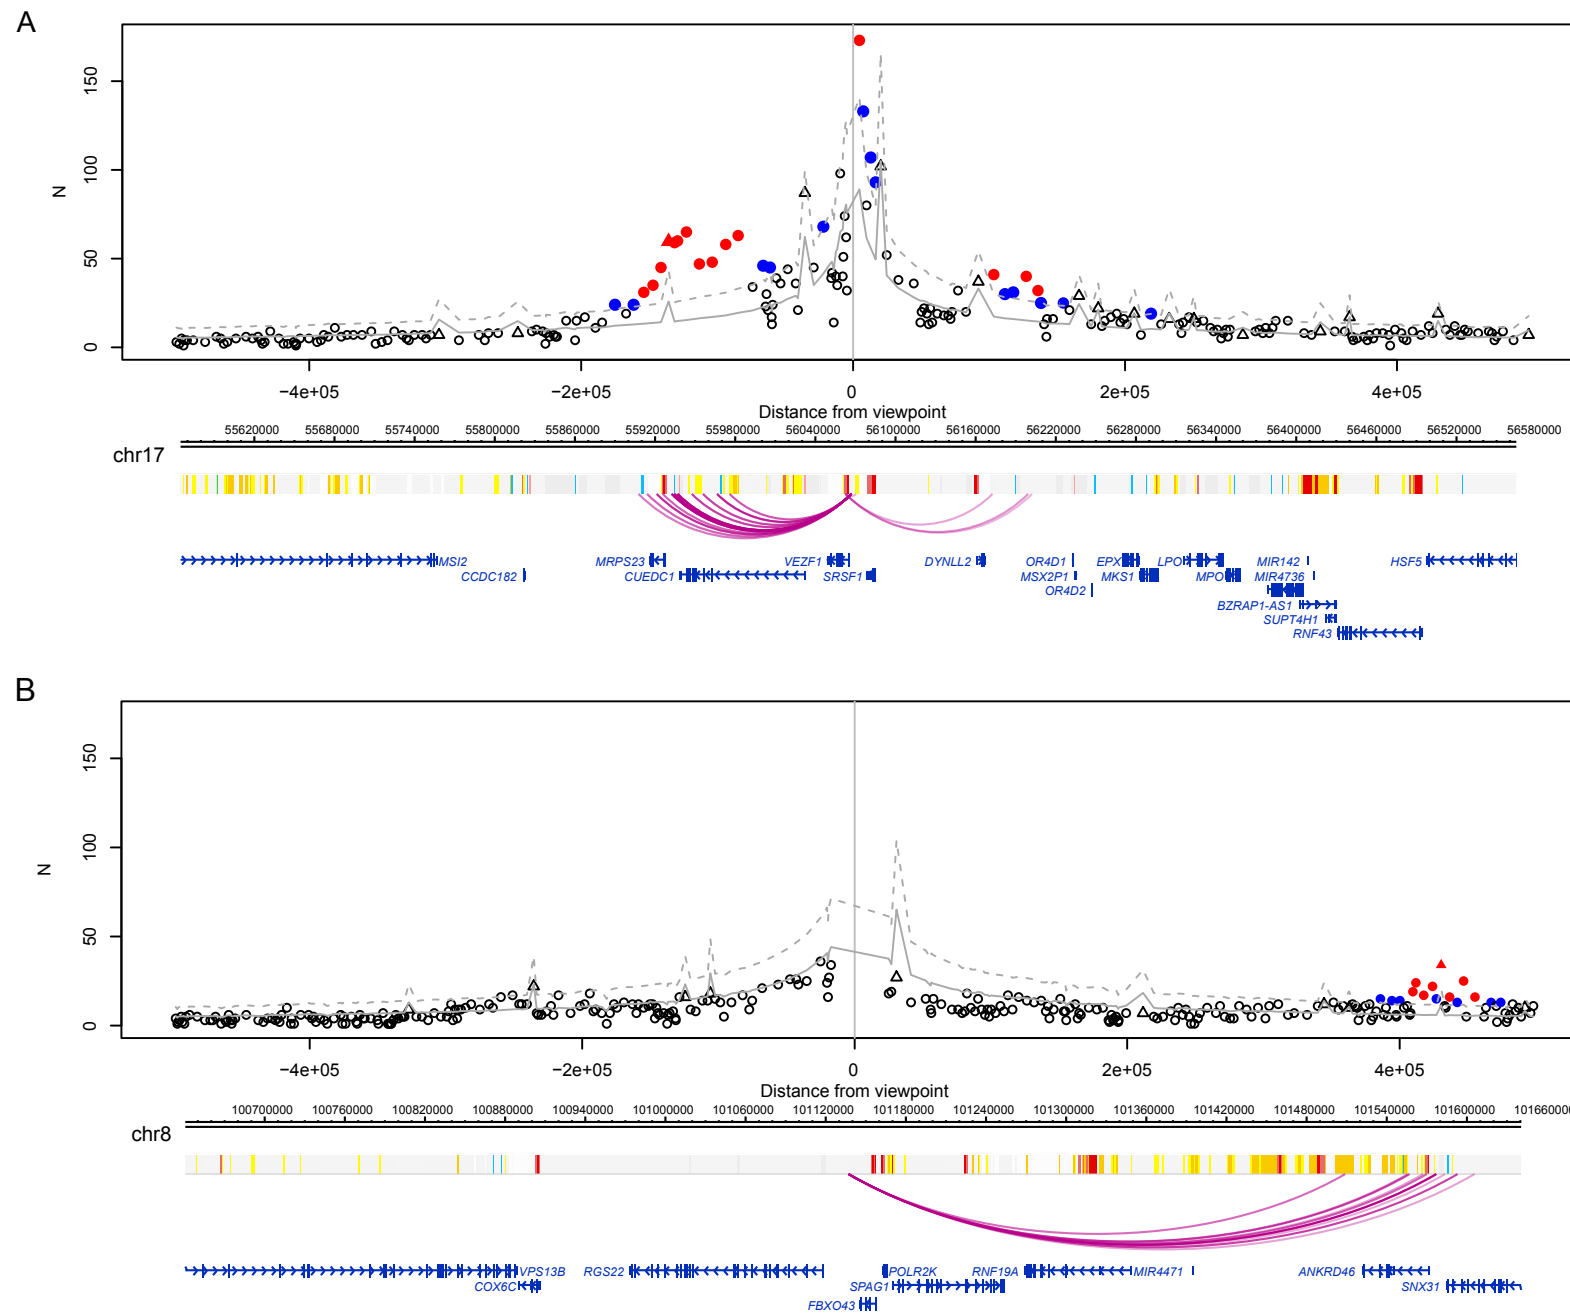 A
N
0
50
100
150
−4e+05
−2e+05
0
2e+05
4e+05
Distance from viewpoint
55620000 55680000 55740000 55800000 55860000 55920000 55980000 56040000 56100000 56160000 56220000 56280000 56340000 56400000 56460000 56520000 56580000
chr17
MSI2 MRPS23 VEZF1 DYNLL2 OR4D1 EPX LPO MIR142 HSF5
CCDC182 CUEDC1 SRSF1 MSX2P1 MKS1 MPO MIR4736
OR4D2
BZRAP1-AS1
SUPT4H1
RNF43
B
N
0
50
100
150
−4e+05
−2e+05
0
2e+05
4e+05
Distance from viewpoint
100700000 100760000 100820000 100880000 100940000 101000000 101060000 101120000 101180000 101240000 101300000 101360000 101420000 101480000 101540000 101600000 101660000
chr8
VPS13B RGS22 POLR2K RNF19A MIR4471 ANKRD46
COX6C SPAG1 SNX31
FBXO43